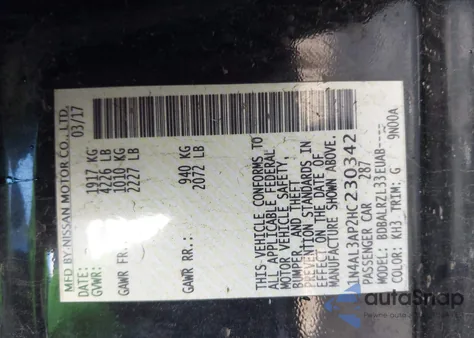 MFD. BY NISSAN MOTOR CO., LTD.
DATE: 03/17
GVWR: 1917 KG
4226 LB
GAWR FR.: 1010 KG
2227 LB
GAWR RR.: 940 KG
2072 LB
THIS VEHICLE CONFORMS TO
ALL APPLICABLE FEDERAL
MOTOR VEHICLE SAFETY,
BUMPER, AND THEFT
PREVENTION STANDARDS IN
EFFECT ON THE DATE OF
MANUFACTURE SHOWN ABOVE.
1N4AL3AP2HC230342
PASSENGER CAR 287
MODEL: BDBALRZL33EUAB----
COLOR: KH3 TRIM: G 9N00A
autoSnap